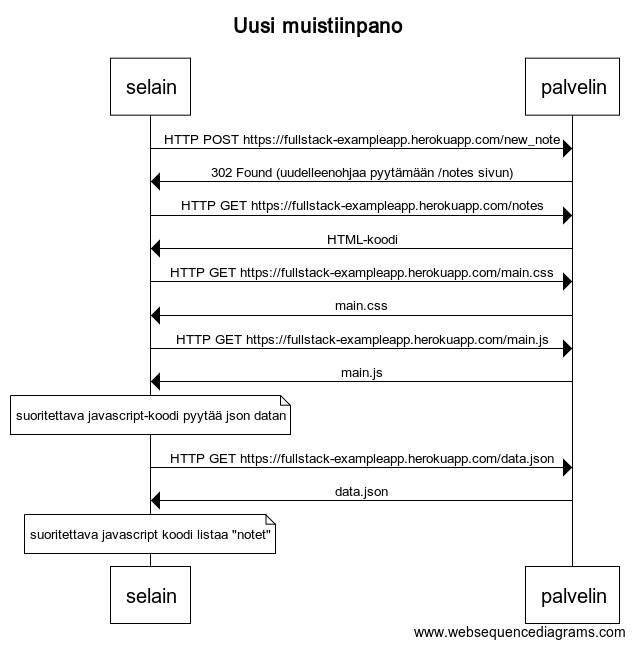 Uusi muistiinpano
selain palvelin
HTTP POST https://fullstack-exampleapp.herokuapp.com/new_note
302 Found (uudelleenohjaa pyytämään /notes sivun)
HTTP GET https://fullstack-exampleapp.herokuapp.com/notes
HTML-koodi
HTTP GET https://fullstack-exampleapp.herokuapp.com/main.css
main.css
HTTP GET https://fullstack-exampleapp.herokuapp.com/main.js
main.js
suoritettava javascript-koodi pyytää json datan
HTTP GET https://fullstack-exampleapp.herokuapp.com/data.json
data.json
suoritettava javascript koodi listaa "notet"
selain palvelin
www.websequencediagrams.com